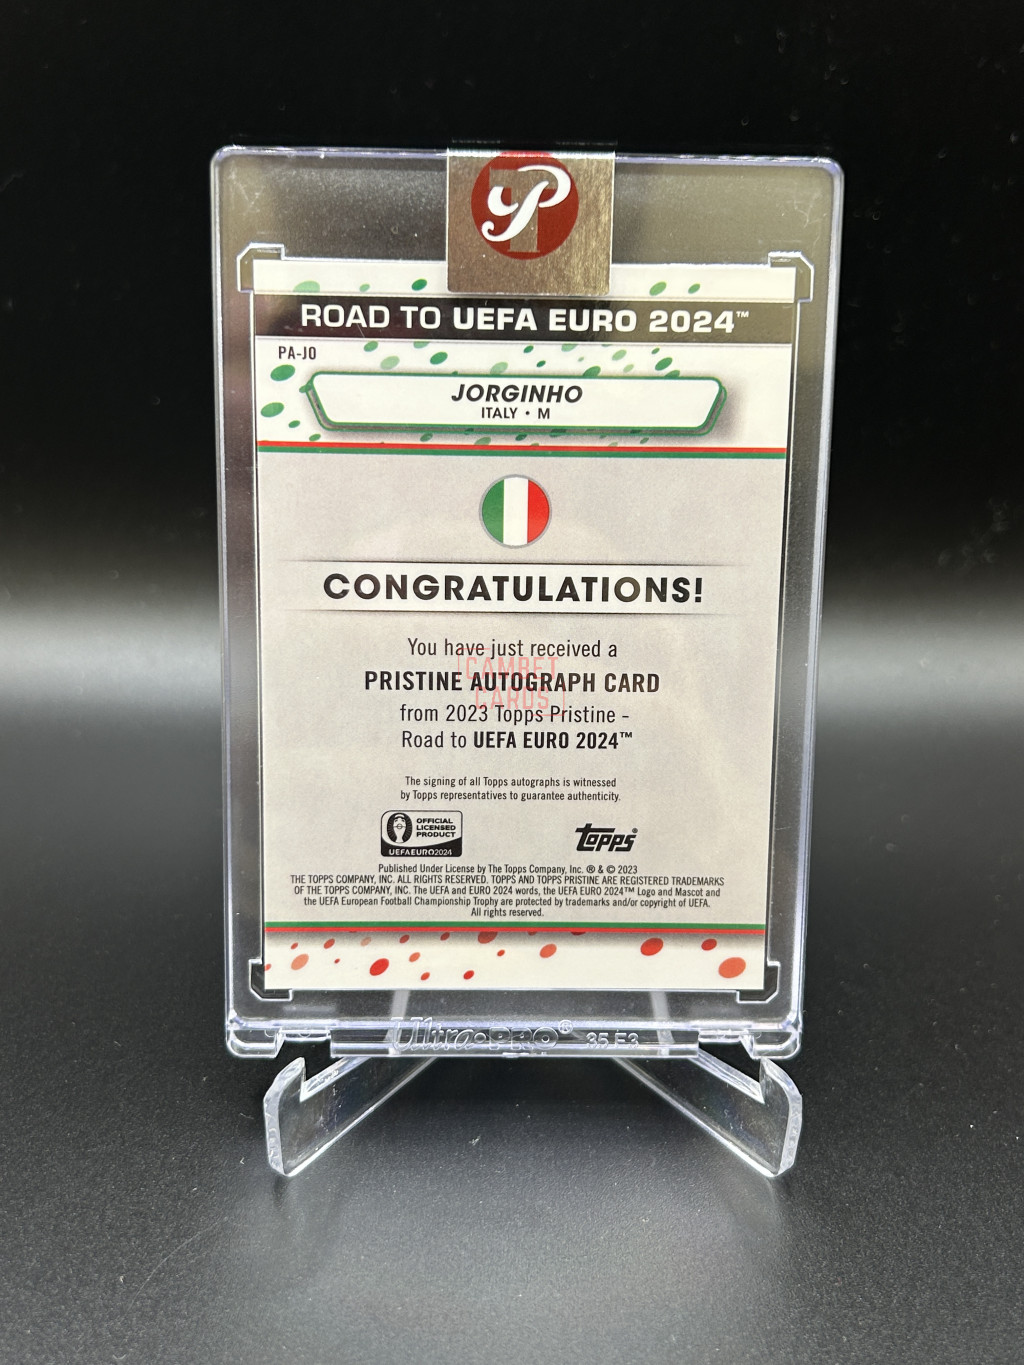 P
ROAD TO UEFA EURO 2024™
PA-JO
JORGINHO
ITALY • M
CONGRATULATIONS!
You have just received a
CAMBET
PRISTINE AUTOGRAPH CARD
CARDS
from 2023 Topps Pristine -
Road to UEFA EURO 2024™
The signing of all Topps autographs is witnessed
by Topps representatives to guarantee authenticity.
OFFICIAL
LICENSED
PRODUCT
UEFAEURO2024
topps®
Published Under License by The Topps Company, Inc. ® & © 2023
THE TOPPS COMPANY, INC. ALL RIGHTS RESERVED. TOPPS AND TOPPS PRISTINE ARE REGISTERED TRADEMARKS
OF THE TOPPS COMPANY, INC. The UEFA and EURO 2024 words, the UEFA EURO 2024™ Logo and Mascot and
the UEFA European Football Championship Trophy are protected by trademarks and/or copyright of UEFA.
All rights reserved.
Ultra•PRO®